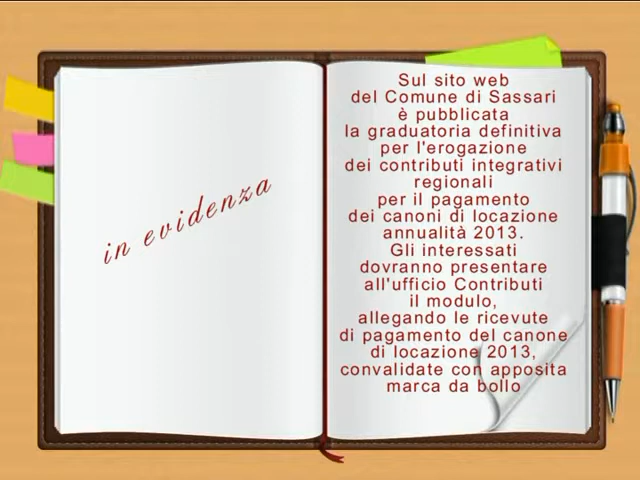 in evidenza
Sul sito web
del Comune di Sassari
è pubblicata
la graduatoria definitiva
per l'erogazione
dei contributi integrativi
regionali
per il pagamento
dei canoni di locazione
annualità 2013.
Gli interessati
dovranno presentare
all'ufficio Contributi
il modulo,
allegando le ricevute
di pagamento del canone
di locazione 2013,
convalidate con apposita
marca da bollo